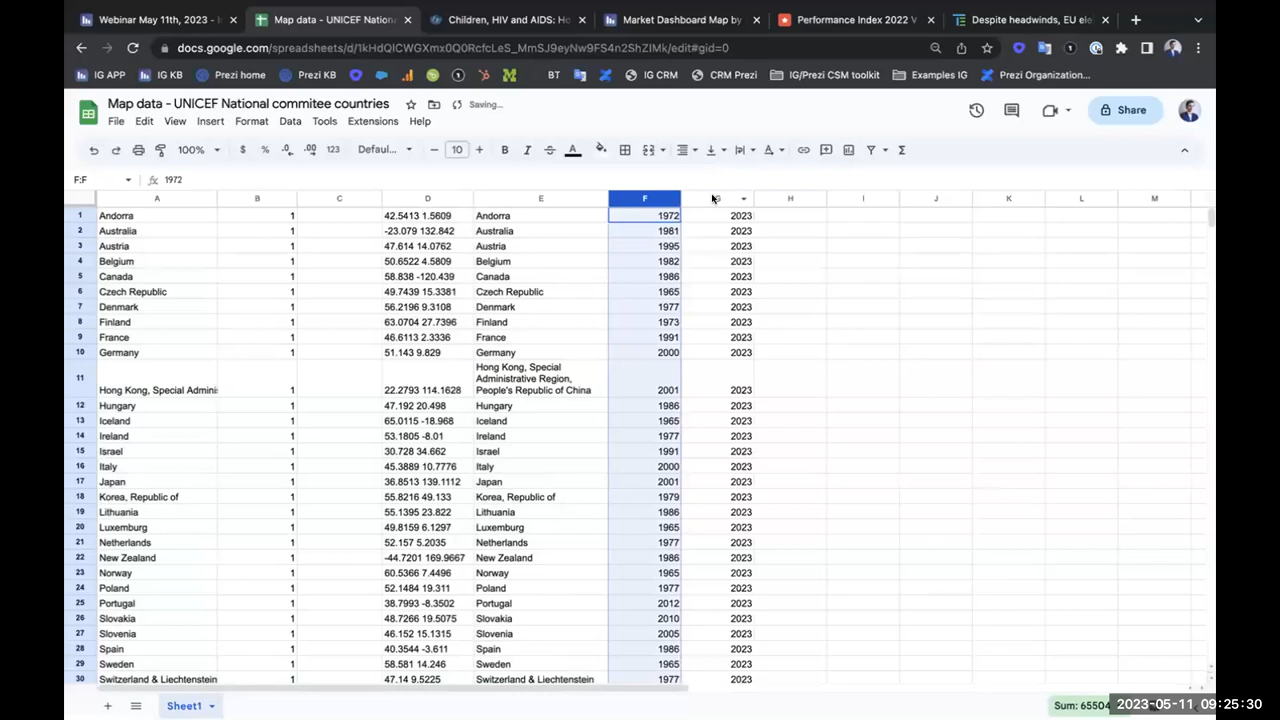 Webinar May 11th, 2023 - I
Map data - UNICEF Nation
Children, HIV and AIDS: Ho
Market Dashboard Map by
Performance Index 2022 V
Despite headwinds, EU ele
docs.google.com/spreadsheets/d/1kHdQICWGXmx0Q0RcfcLeS_MmSJ9eyNw9FS4n2ShZIMk/edit#gid=0
IG APP IG KB Prezi home Prezi KB BT IG CRM CRM Prezi IG/Prezi CSM toolkit Examples IG Prezi Organization...
Map data - UNICEF National commitee countries Saving...
File Edit View Insert Format Data Tools Extensions Help
Share
100% $ % .0 .00 123 Defaul... 10 B I A
F:F fx 1972
A B C D E F G H I J K L M
1 Andorra 1 42.5413 1.5609 Andorra 1972 2023
2 Australia 1 -23.079 132.842 Australia 1981 2023
3 Austria 1 47.614 14.0762 Austria 1995 2023
4 Belgium 1 50.6522 4.5809 Belgium 1982 2023
5 Canada 1 58.838 -120.439 Canada 1986 2023
6 Czech Republic 1 49.7439 15.3381 Czech Republic 1965 2023
7 Denmark 1 56.2196 9.3108 Denmark 1977 2023
8 Finland 1 63.0704 27.7396 Finland 1973 2023
9 France 1 46.6113 2.3336 France 1991 2023
10 Germany 1 51.143 9.829 Germany 2000 2023
Hong Kong, Special
Administrative Region,
11 Hong Kong, Special Adminis 1 22.2793 114.1628 People's Republic of China 2001 2023
12 Hungary 1 47.192 20.498 Hungary 1986 2023
13 Iceland 1 65.0115 -18.968 Iceland 1965 2023
14 Ireland 1 53.1805 -8.01 Ireland 1977 2023
15 Israel 1 30.728 34.662 Israel 1991 2023
16 Italy 1 45.3889 10.7776 Italy 2000 2023
17 Japan 1 36.8513 139.1112 Japan 2001 2023
18 Korea, Republic of 1 55.8216 49.133 Korea, Republic of 1979 2023
19 Lithuania 1 55.1395 23.822 Lithuania 1986 2023
20 Luxemburg 1 49.8159 6.1297 Luxemburg 1965 2023
21 Netherlands 1 52.157 5.2035 Netherlands 1977 2023
22 New Zealand 1 -44.7201 169.9667 New Zealand 1986 2023
23 Norway 1 60.5366 7.4496 Norway 1965 2023
24 Poland 1 52.1484 19.311 Poland 1977 2023
25 Portugal 1 38.7993 -8.3502 Portugal 2012 2023
26 Slovakia 1 48.7266 19.5075 Slovakia 2010 2023
27 Slovenia 1 46.152 15.1315 Slovenia 2005 2023
28 Spain 1 40.3544 -3.611 Spain 1986 2023
29 Sweden 1 58.581 14.246 Sweden 1965 2023
30 Switzerland & Liechtenstein 1 47.14 9.5225 Switzerland & Liechtenstein 1977 2023
Sheet1
Sum: 65504
2023-05-11 09:25:30